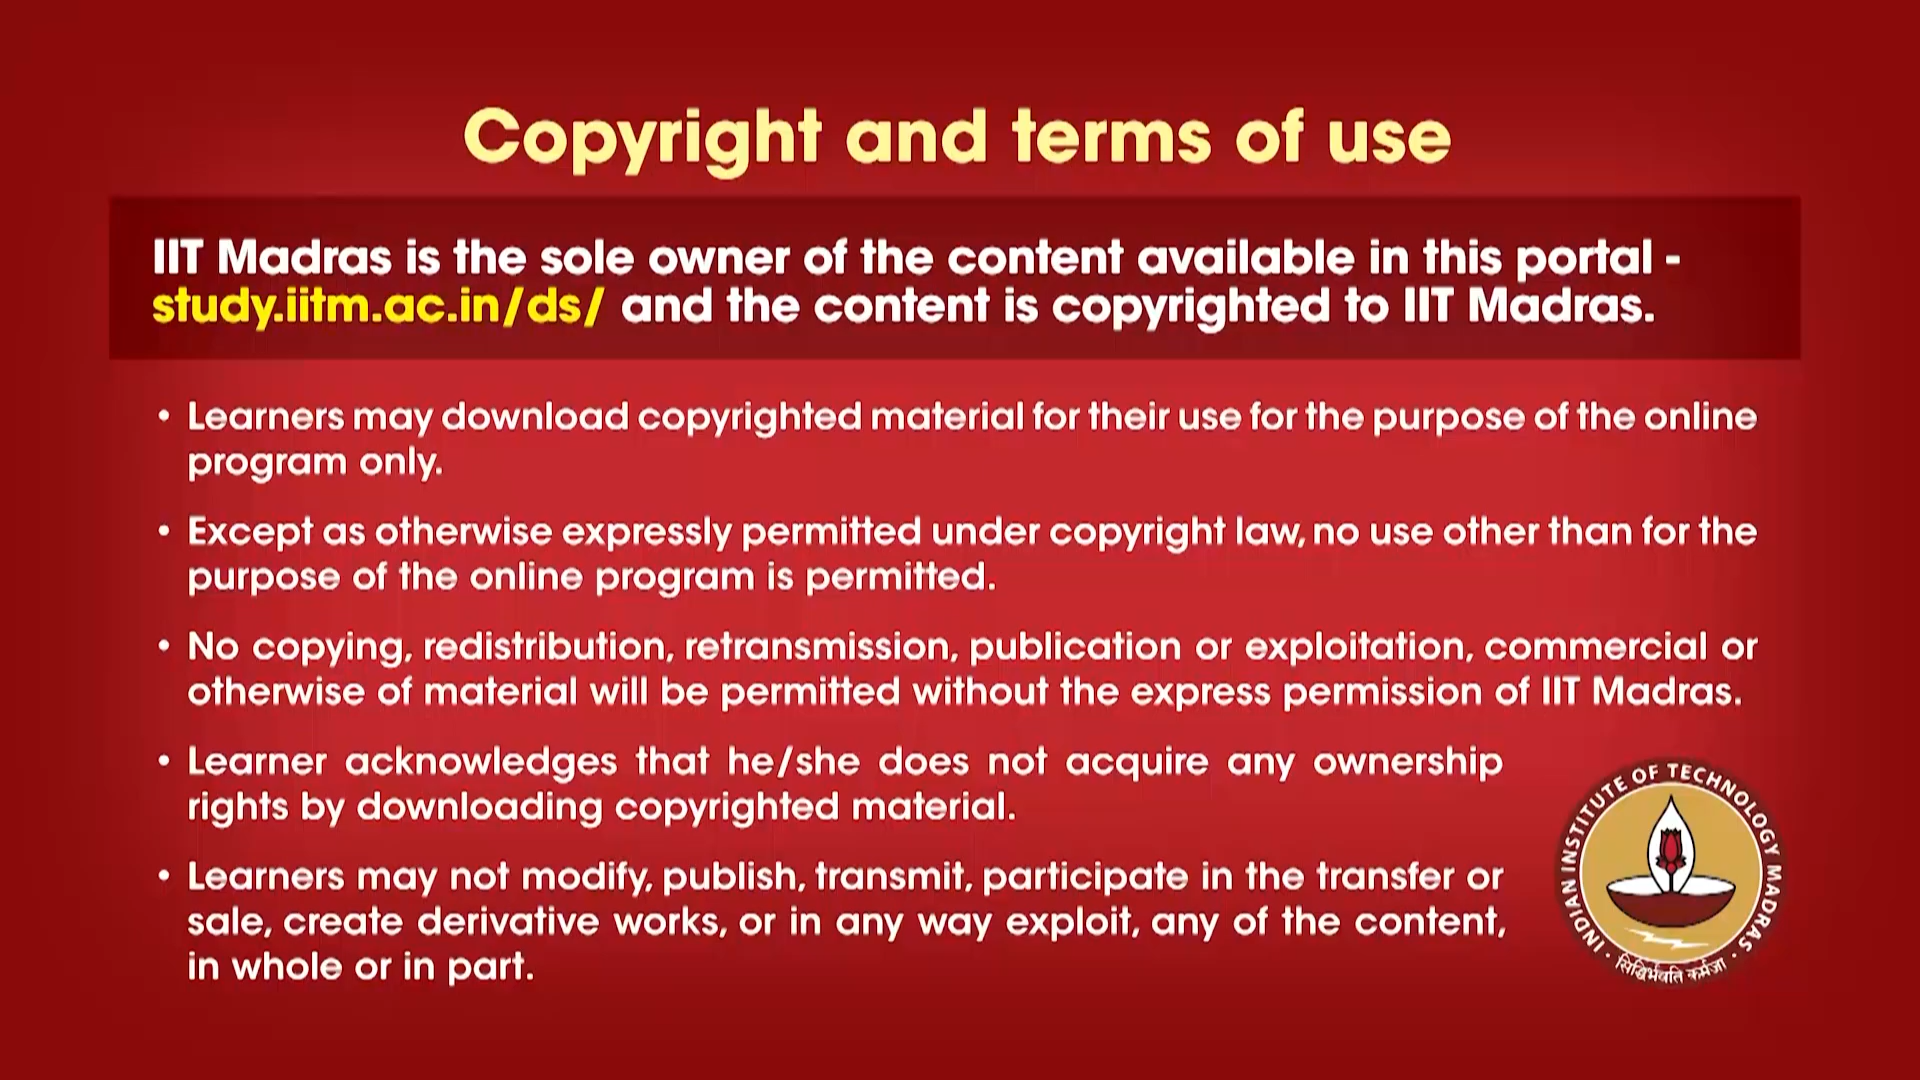 Copyright and terms of use
IIT Madras is the sole owner of the content available in this portal -
study.iitm.ac.in/ds/ and the content is copyrighted to IIT Madras.
• Learners may download copyrighted material for their use for the purpose of the online
program only.
• Except as otherwise expressly permitted under copyright law, no use other than for the
purpose of the online program is permitted.
• No copying, redistribution, retransmission, publication or exploitation, commercial or
otherwise of material will be permitted without the express permission of IIT Madras.
• Learner acknowledges that he/she does not acquire any ownership
rights by downloading copyrighted material.
• Learners may not modify, publish, transmit, participate in the transfer or
sale, create derivative works, or in any way exploit, any of the content,
in whole or in part.
INDIAN INSTITUTE OF TECHNOLOGY MADRAS
सिद्धिर्भवति कर्मजा